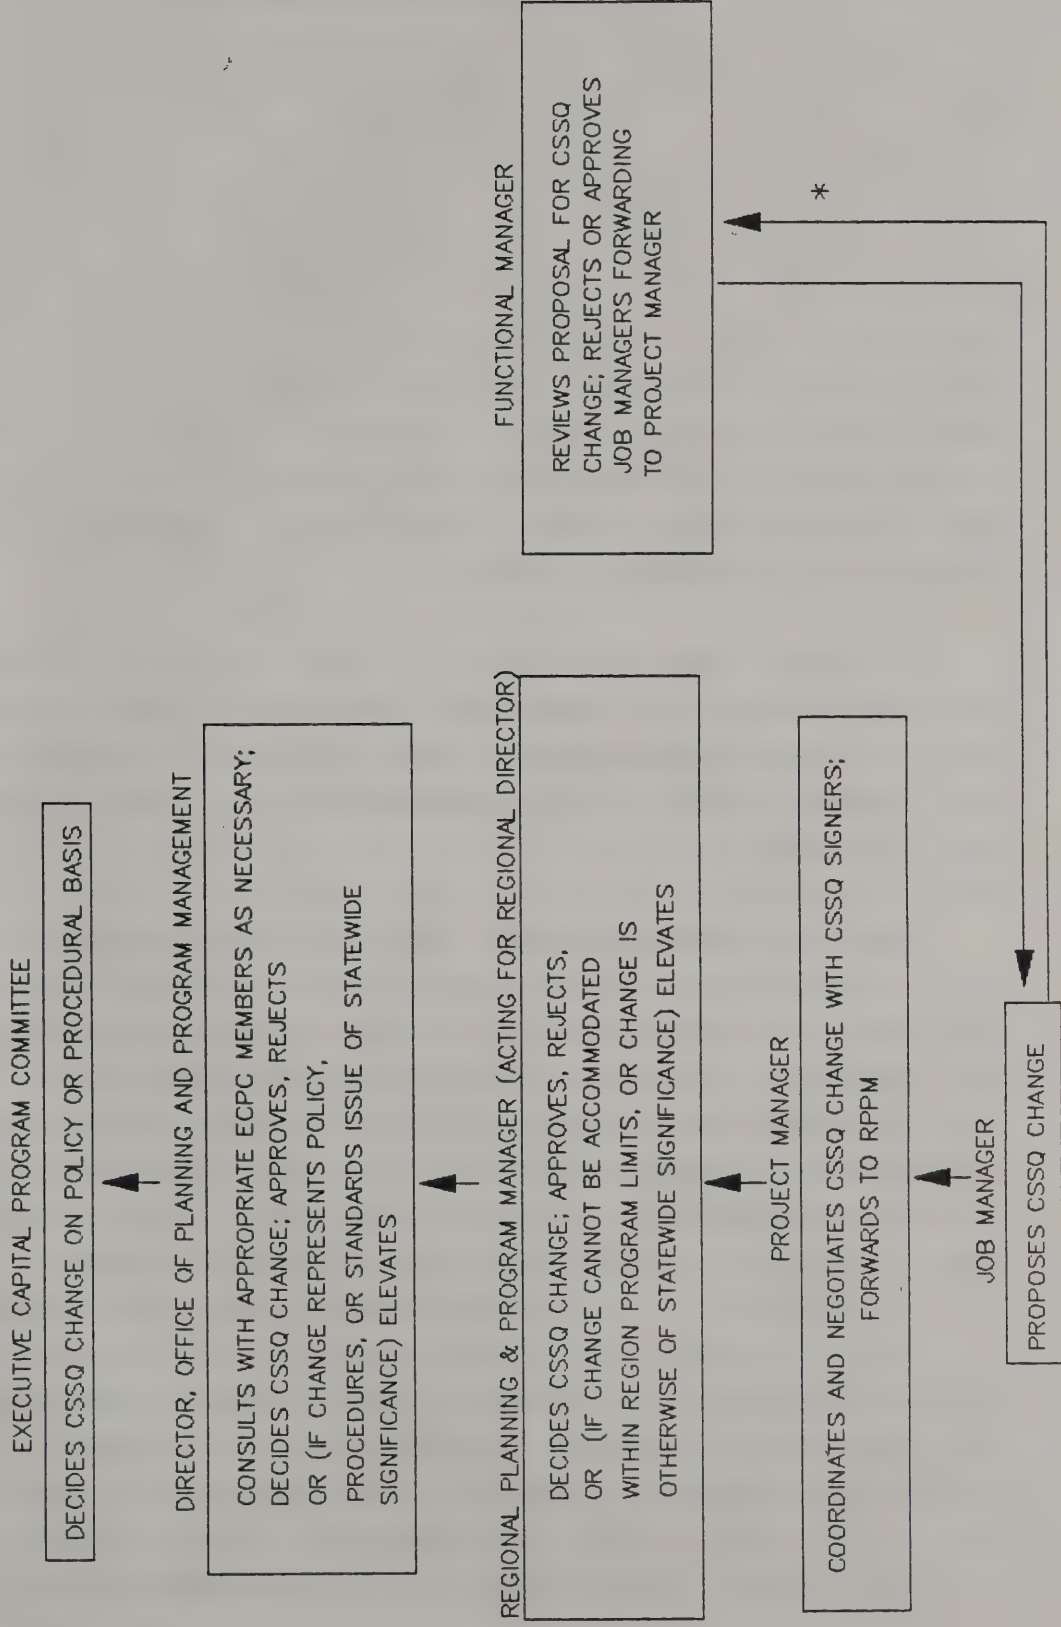 EXECUTIVE CAPITAL PROGRAM COMMITTEE
DECIDES CSSQ CHANGE ON POLICY OR PROCEDURAL BASIS
DIRECTOR, OFFICE OF PLANNING AND PROGRAM MANAGEMENT
CONSULTS WITH APPROPRIATE ECPC MEMBERS AS NECESSARY;
DECIDES CSSQ CHANGE; APPROVES, REJECTS
OR (IF CHANGE REPRESENTS POLICY,
PROCEDURES, OR STANDARDS ISSUE OF STATEWIDE
SIGNIFICANCE) ELEVATES
REGIONAL PLANNING & PROGRAM MANAGER (ACTING FOR REGIONAL DIRECTOR)
DECIDES CSSQ CHANGE; APPROVES, REJECTS,
OR (IF CHANGE CANNOT BE ACCOMMODATED
WITHIN REGION PROGRAM LIMITS, OR CHANGE IS
OTHERWISE OF STATEWIDE SIGNIFICANCE) ELEVATES
FUNCTIONAL MANAGER
REVIEWS PROPOSAL FOR CSSQ
CHANGE; REJECTS OR APPROVES
JOB MANAGERS FORWARDING
TO PROJECT MANAGER
*
PROJECT MANAGER
COORDINATES AND NEGOTIATES CSSQ CHANGE WITH CSSQ SIGNERS;
FORWARDS TO RPPM
JOB MANAGER
PROPOSES CSSQ CHANGE